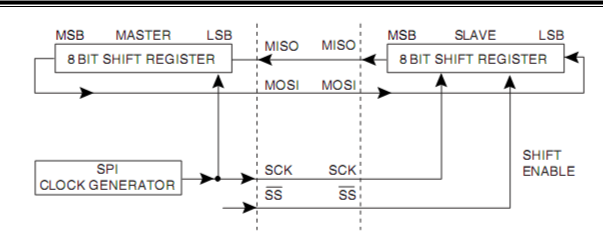 MSB MASTER LSB
8 BIT SHIFT REGISTER
MISO MISO
MSB SLAVE LSB
8 BIT SHIFT REGISTER
MOSI MOSI
SPI
CLOCK GENERATOR
SCK SCK
SS SS
SHIFT
ENABLE